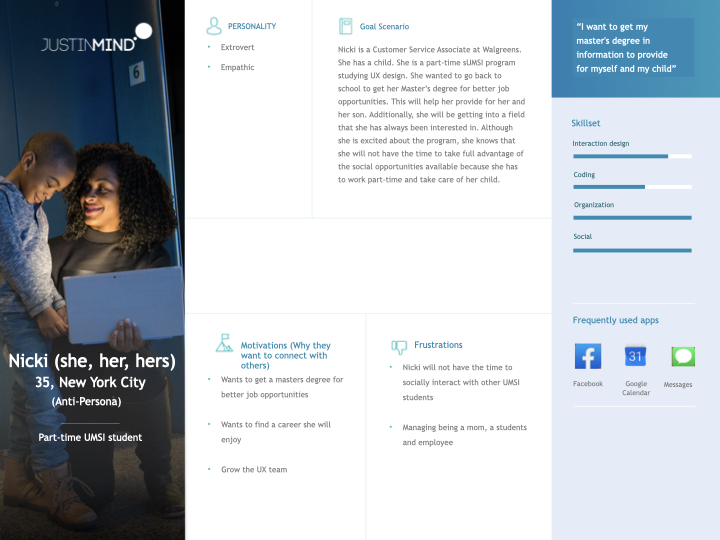 JUSTINMIND
Nicki (she, her, hers)
35, New York City
(Anti-Persona)
Part-time UMSI student
PERSONALITY
• Extrovert
• Empathic
Goal Scenario
Nicki is a Customer Service Associate at Walgreens.
She has a child. She is a part-time sUMSI program
studying UX design. She wanted to go back to
school to get her Master's degree for better job
opportunities. This will help her provide for her and
her son. Additionally, she will be getting into a field
that she has always been interested in. Although
she is excited about the program, she knows that
she will not have the time to take full advantage of
the social opportunities available because she has
to work part-time and take care of her child.
Motivations (Why they
want to connect with
others)
• Wants to get a masters degree for
better job opportunities
• Wants to find a career she will
enjoy
• Grow the UX team
Frustrations
• Nicki will not have the time to
socially interact with other UMSI
students
• Managing being a mom, a students
and employee
“I want to get my
master's degree in
information to provide
for myself and my child”
Skillset
Interaction design
Coding
Organization
Social
Frequently used apps
31
Facebook
Google
Calendar
Messages